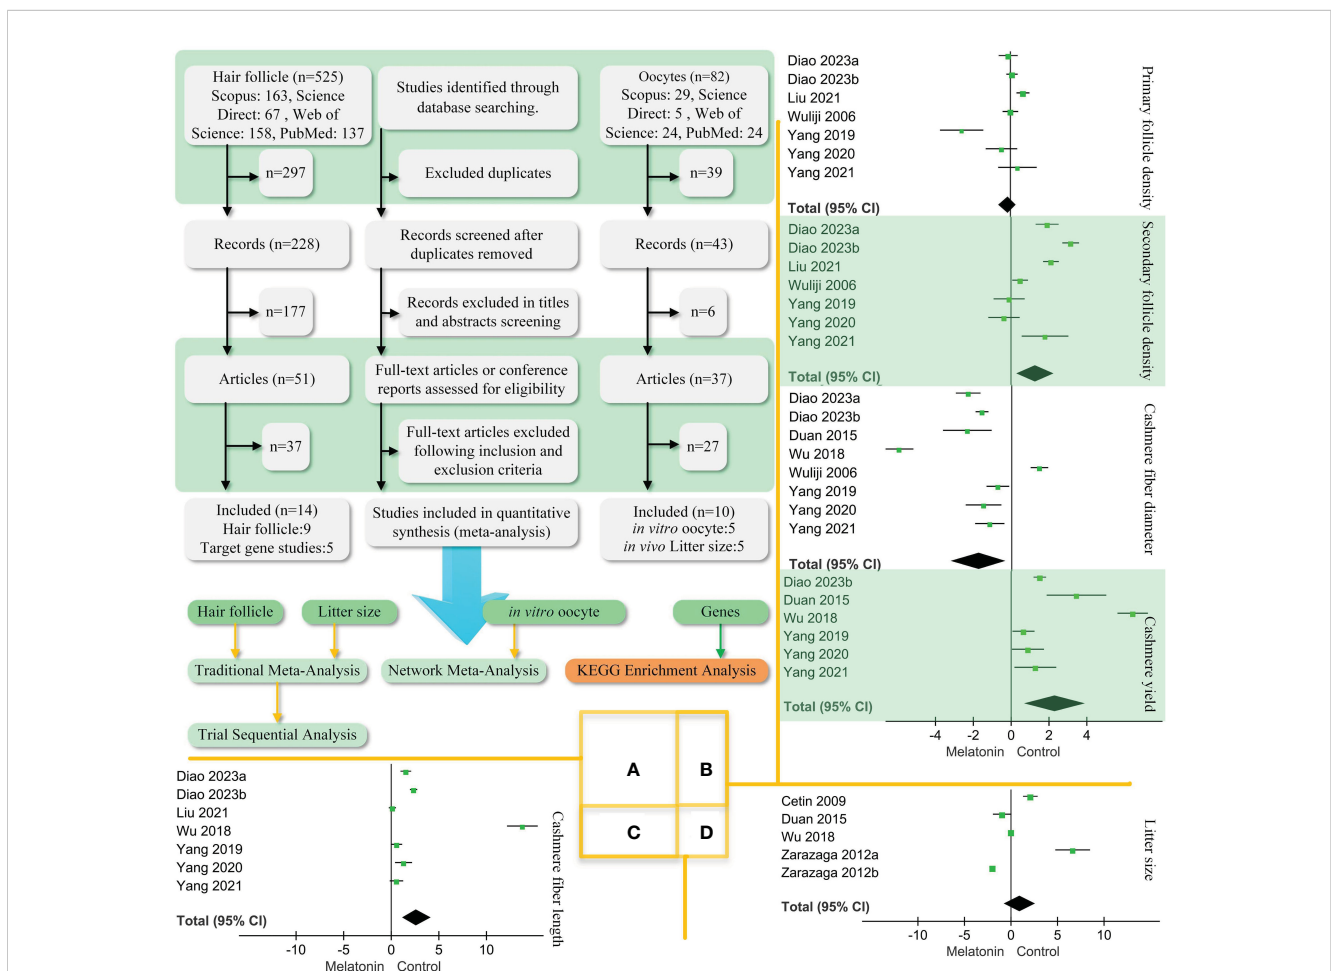 Hair follicle (n=525)
Scopus: 163, Science
Direct: 67 , Web of
Science: 158, PubMed: 137
Studies identified through
database searching.
Oocytes (n=82)
Scopus: 29, Science
Direct: 5 , Web of
Science: 24, PubMed: 24
n=297
Excluded duplicates
n=39
Records (n=228)
Records screened after
duplicates removed
Records (n=43)
n=177
Records excluded in titles
and abstracts screening
n=6
Articles (n=51)
Full-text articles or conference
reports assessed for eligibility
Articles (n=37)
n=37
Full-text articles excluded
following inclusion and
exclusion criteria
n=27
Included (n=14)
Hair follicle:9
Target gene studies:5
Studies included in quantitative
synthesis (meta-analysis)
Included (n=10)
in vitro oocyte:5
in vivo Litter size:5
Hair follicle
Litter size
in vitro oocyte
Genes
Traditional Meta-Analysis
Network Meta-Analysis
KEGG Enrichment Analysis
Trial Sequential Analysis
A
B
C
D
Diao 2023a
Diao 2023b
Liu 2021
Wuliji 2006
Yang 2019
Yang 2020
Yang 2021
Total (95% CI)
Primary follicle density
Diao 2023a
Diao 2023b
Liu 2021
Wuliji 2006
Yang 2019
Yang 2020
Yang 2021
Total (95% CI)
Secondary follicle density
Diao 2023a
Diao 2023b
Duan 2015
Wu 2018
Wuliji 2006
Yang 2019
Yang 2020
Yang 2021
Total (95% CI)
Cashmere fiber diameter
Diao 2023b
Duan 2015
Wu 2018
Yang 2019
Yang 2020
Yang 2021
Total (95% CI)
Cashmere yield
-4 -2 0 2 4
Melatonin Control
Diao 2023a
Diao 2023b
Liu 2021
Wu 2018
Yang 2019
Yang 2020
Yang 2021
Total (95% CI)
Cashmere fiber length
-10 -5 0 5 10
Melatonin Control
Cetin 2009
Duan 2015
Wu 2018
Zarazaga 2012a
Zarazaga 2012b
Total (95% CI)
Litter size
-10 -5 0 5 10
Melatonin Control